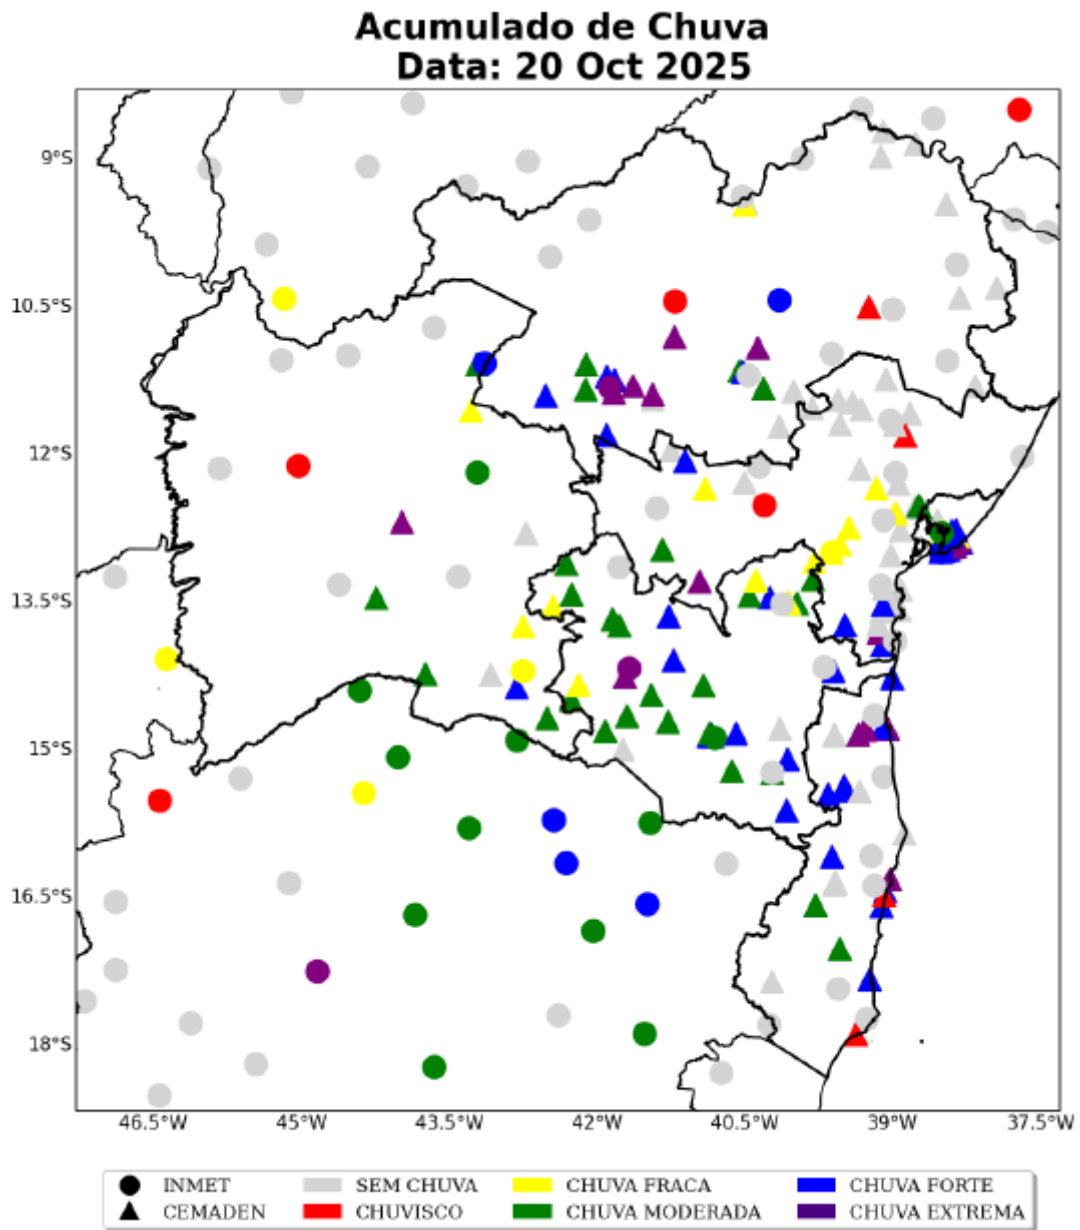 Acumulado de Chuva
Data: 20 Oct 2025
9°S
10.5°S
12°S
13.5°S
15°S
16.5°S
18°S
46.5°W 45°W 43.5°W 42°W 40.5°W 39°W 37.5°W
INMET SEM CHUVA CHUVA FRACA CHUVA FORTE
CEMADEN CHUVISCO CHUVA MODERADA CHUVA EXTREMA